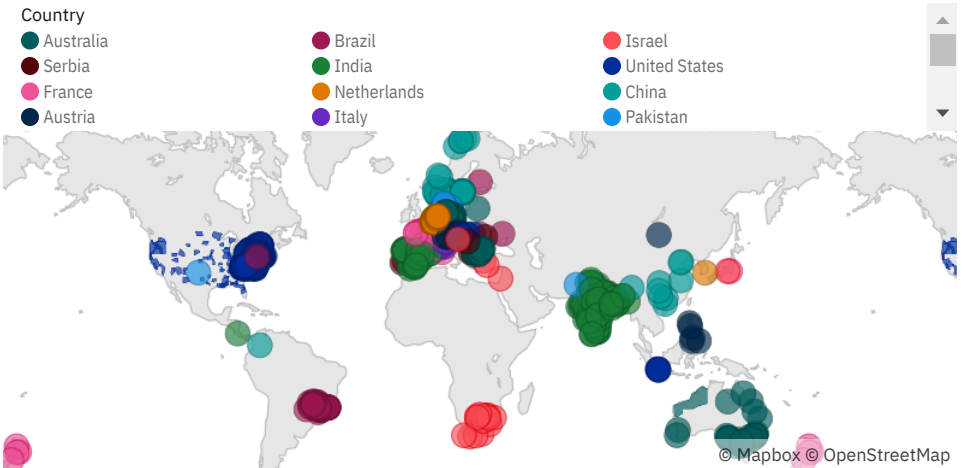 Country
Australia Brazil Israel
Serbia India United States
France Netherlands China
Austria Italy Pakistan
© Mapbox © OpenStreetMap